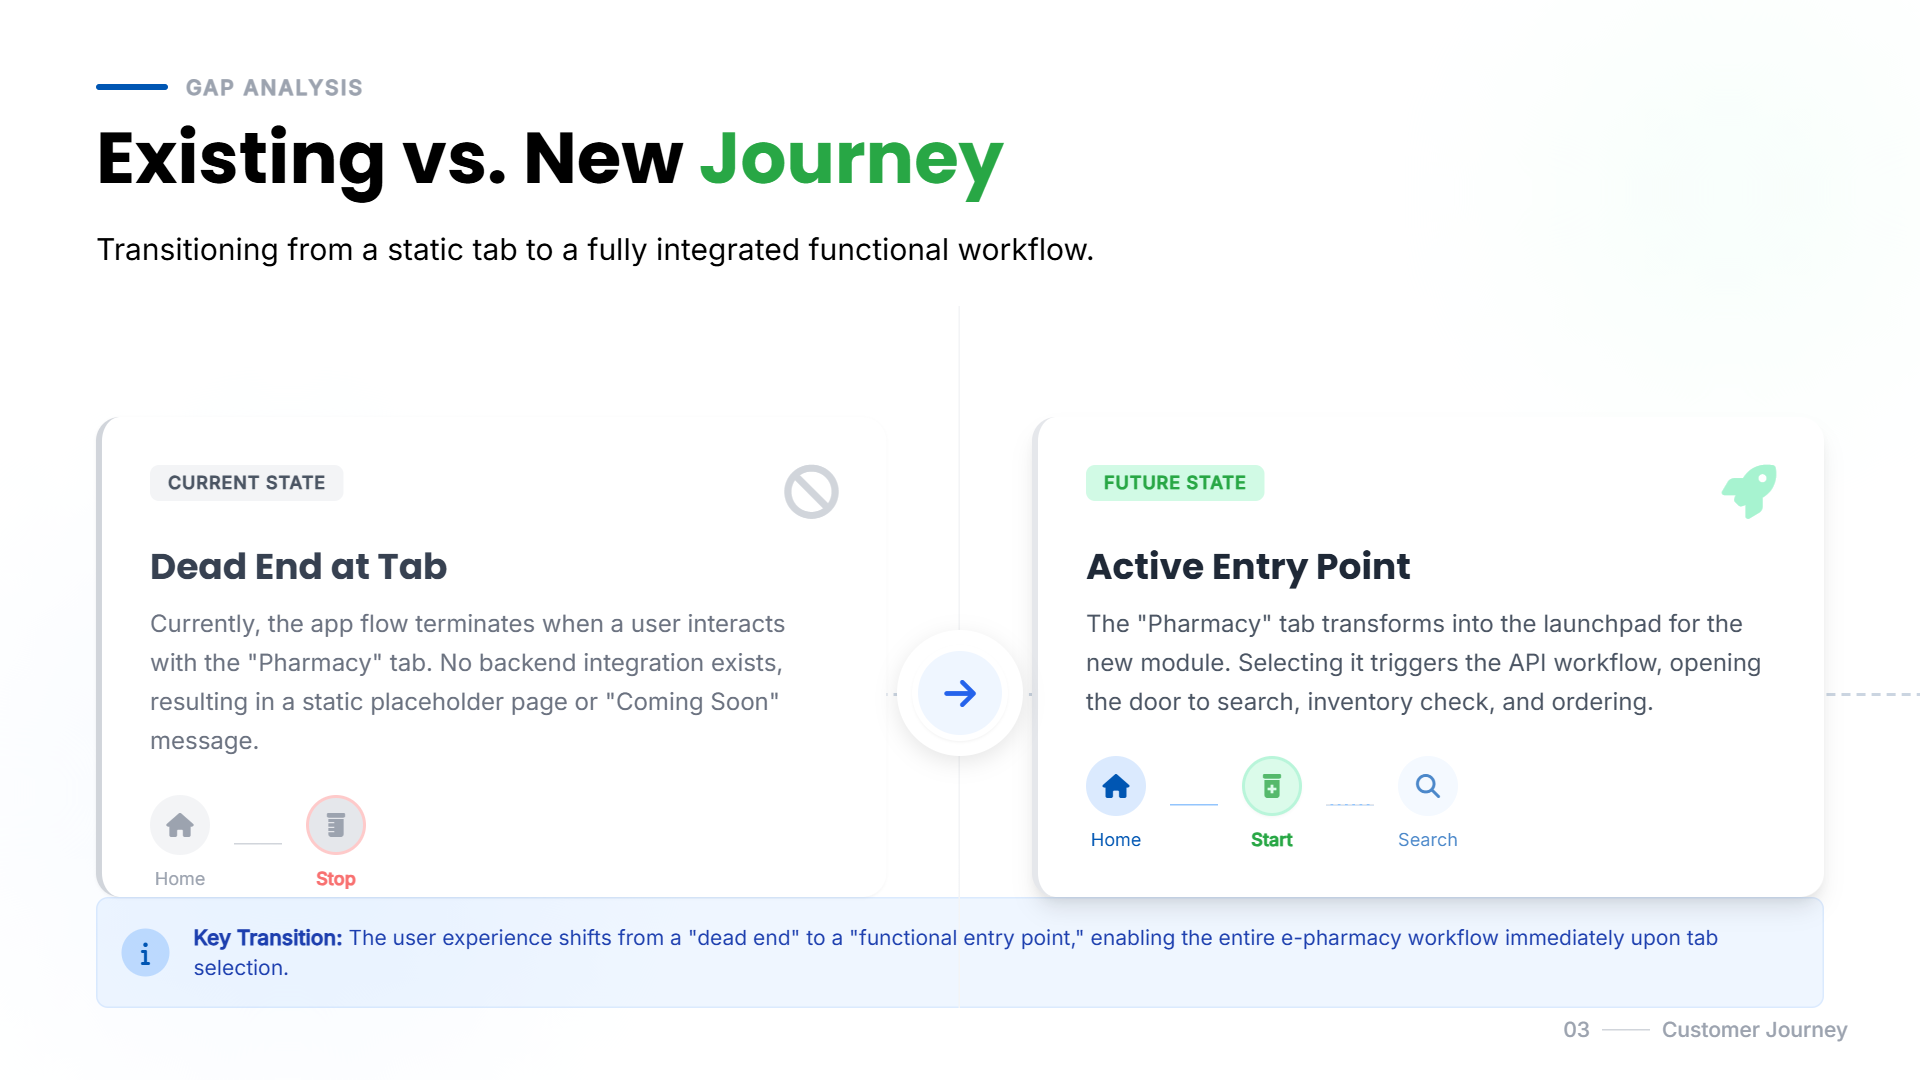 GAP ANALYSIS
Existing vs. New Journey
Transitioning from a static tab to a fully integrated functional workflow.
CURRENT STATE
Dead End at Tab
Currently, the app flow terminates when a user interacts
with the "Pharmacy" tab. No backend integration exists,
resulting in a static placeholder page or "Coming Soon"
message.
Home
Stop
FUTURE STATE
Active Entry Point
The "Pharmacy" tab transforms into the launchpad for the
new module. Selecting it triggers the API workflow, opening
the door to search, inventory check, and ordering.
Home
Start
Search
Key Transition: The user experience shifts from a "dead end" to a "functional entry point," enabling the entire e-pharmacy workflow immediately upon tab
selection.
03
Customer Journey